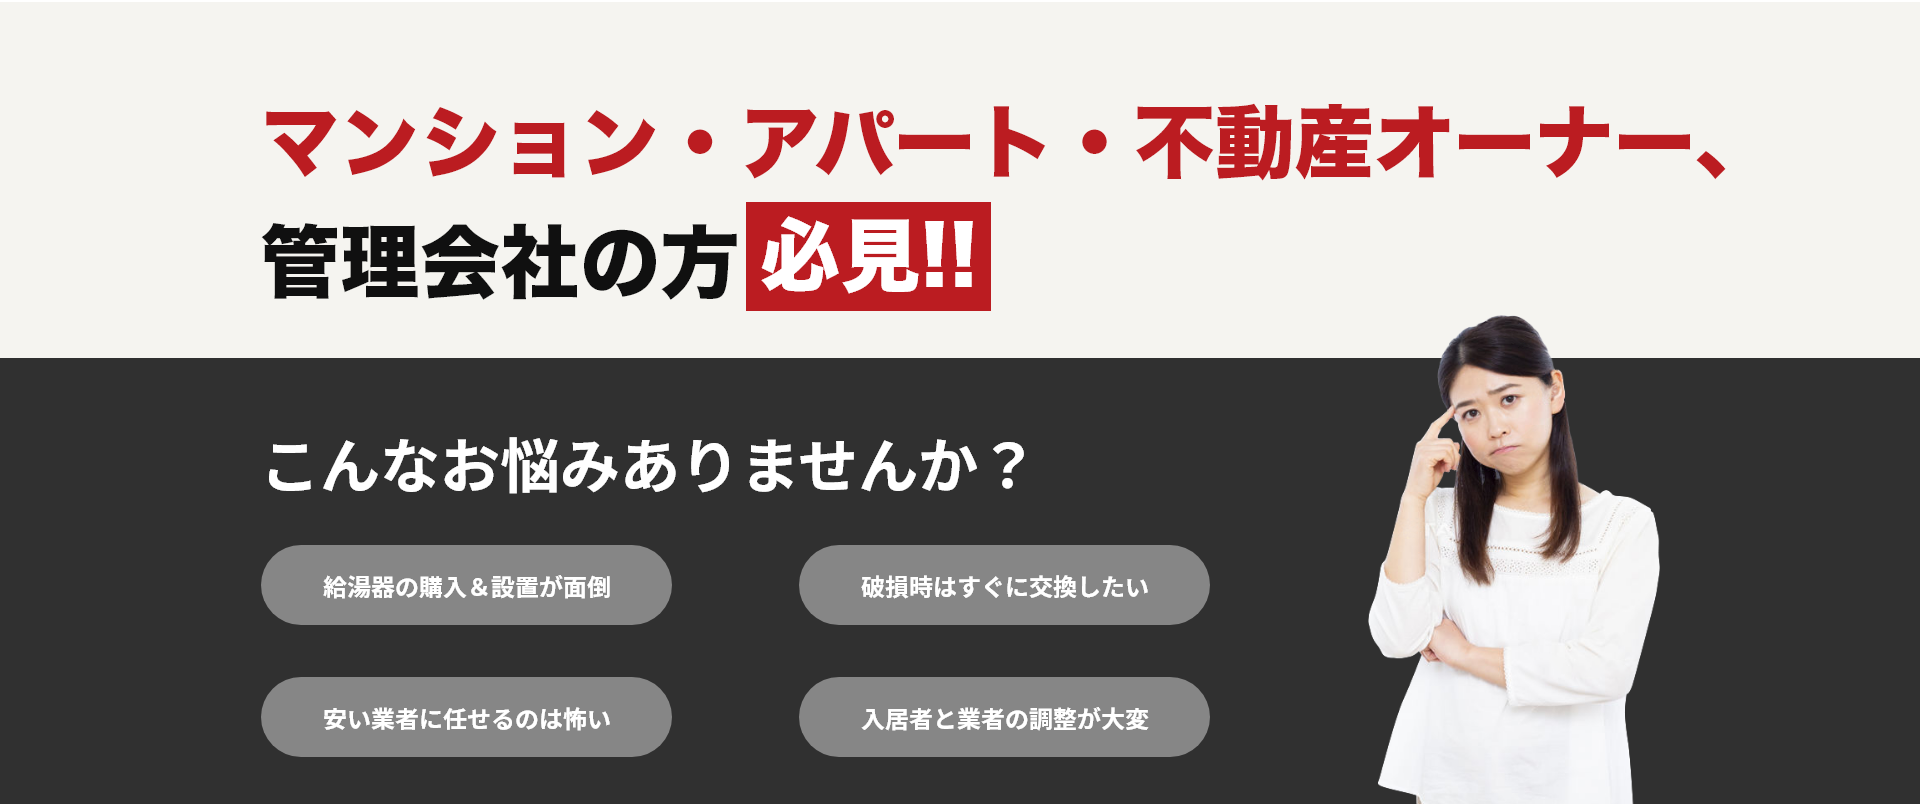 マンション・アパート・不動産オーナー、
管理会社の方 必見!!
こんなお悩みありませんか？
給湯器の購入＆設置が面倒
破損時はすぐに交換したい
安い業者に任せるのは怖い
入居者と業者の調整が大変